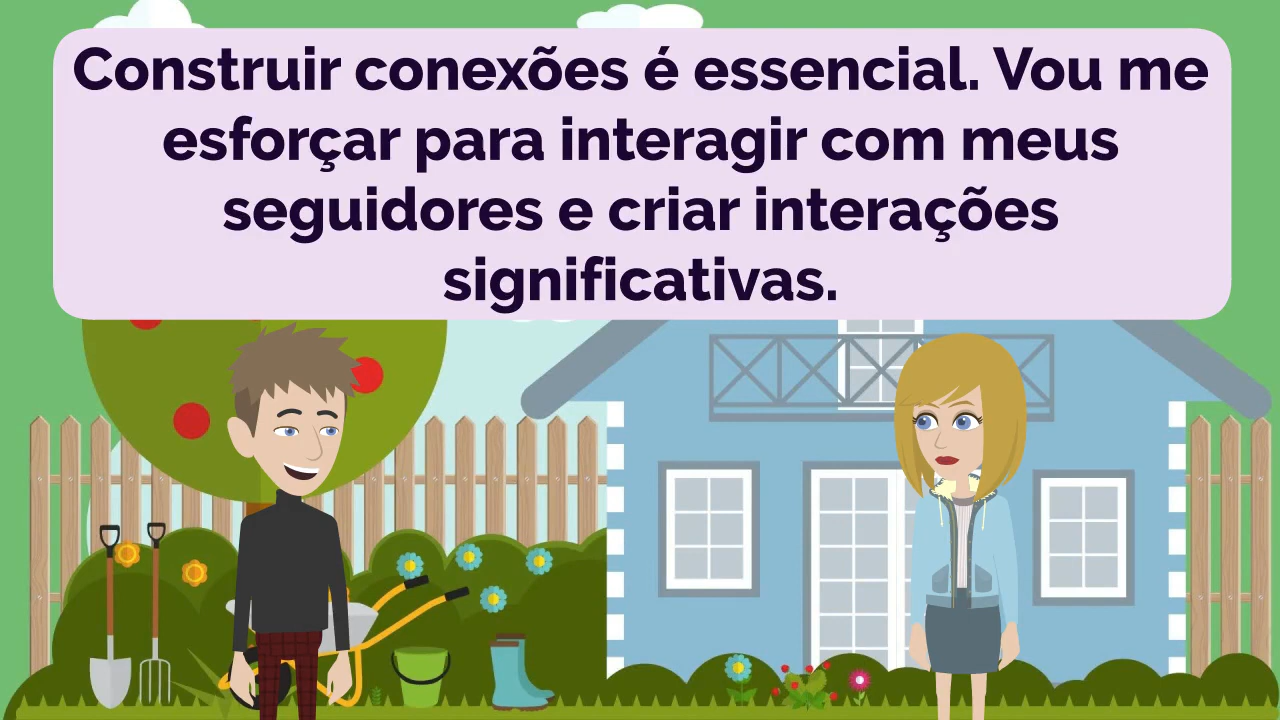 Construir conexões é essencial. Vou me
esforçar para interagir com meus
seguidores e criar interações
significativas.